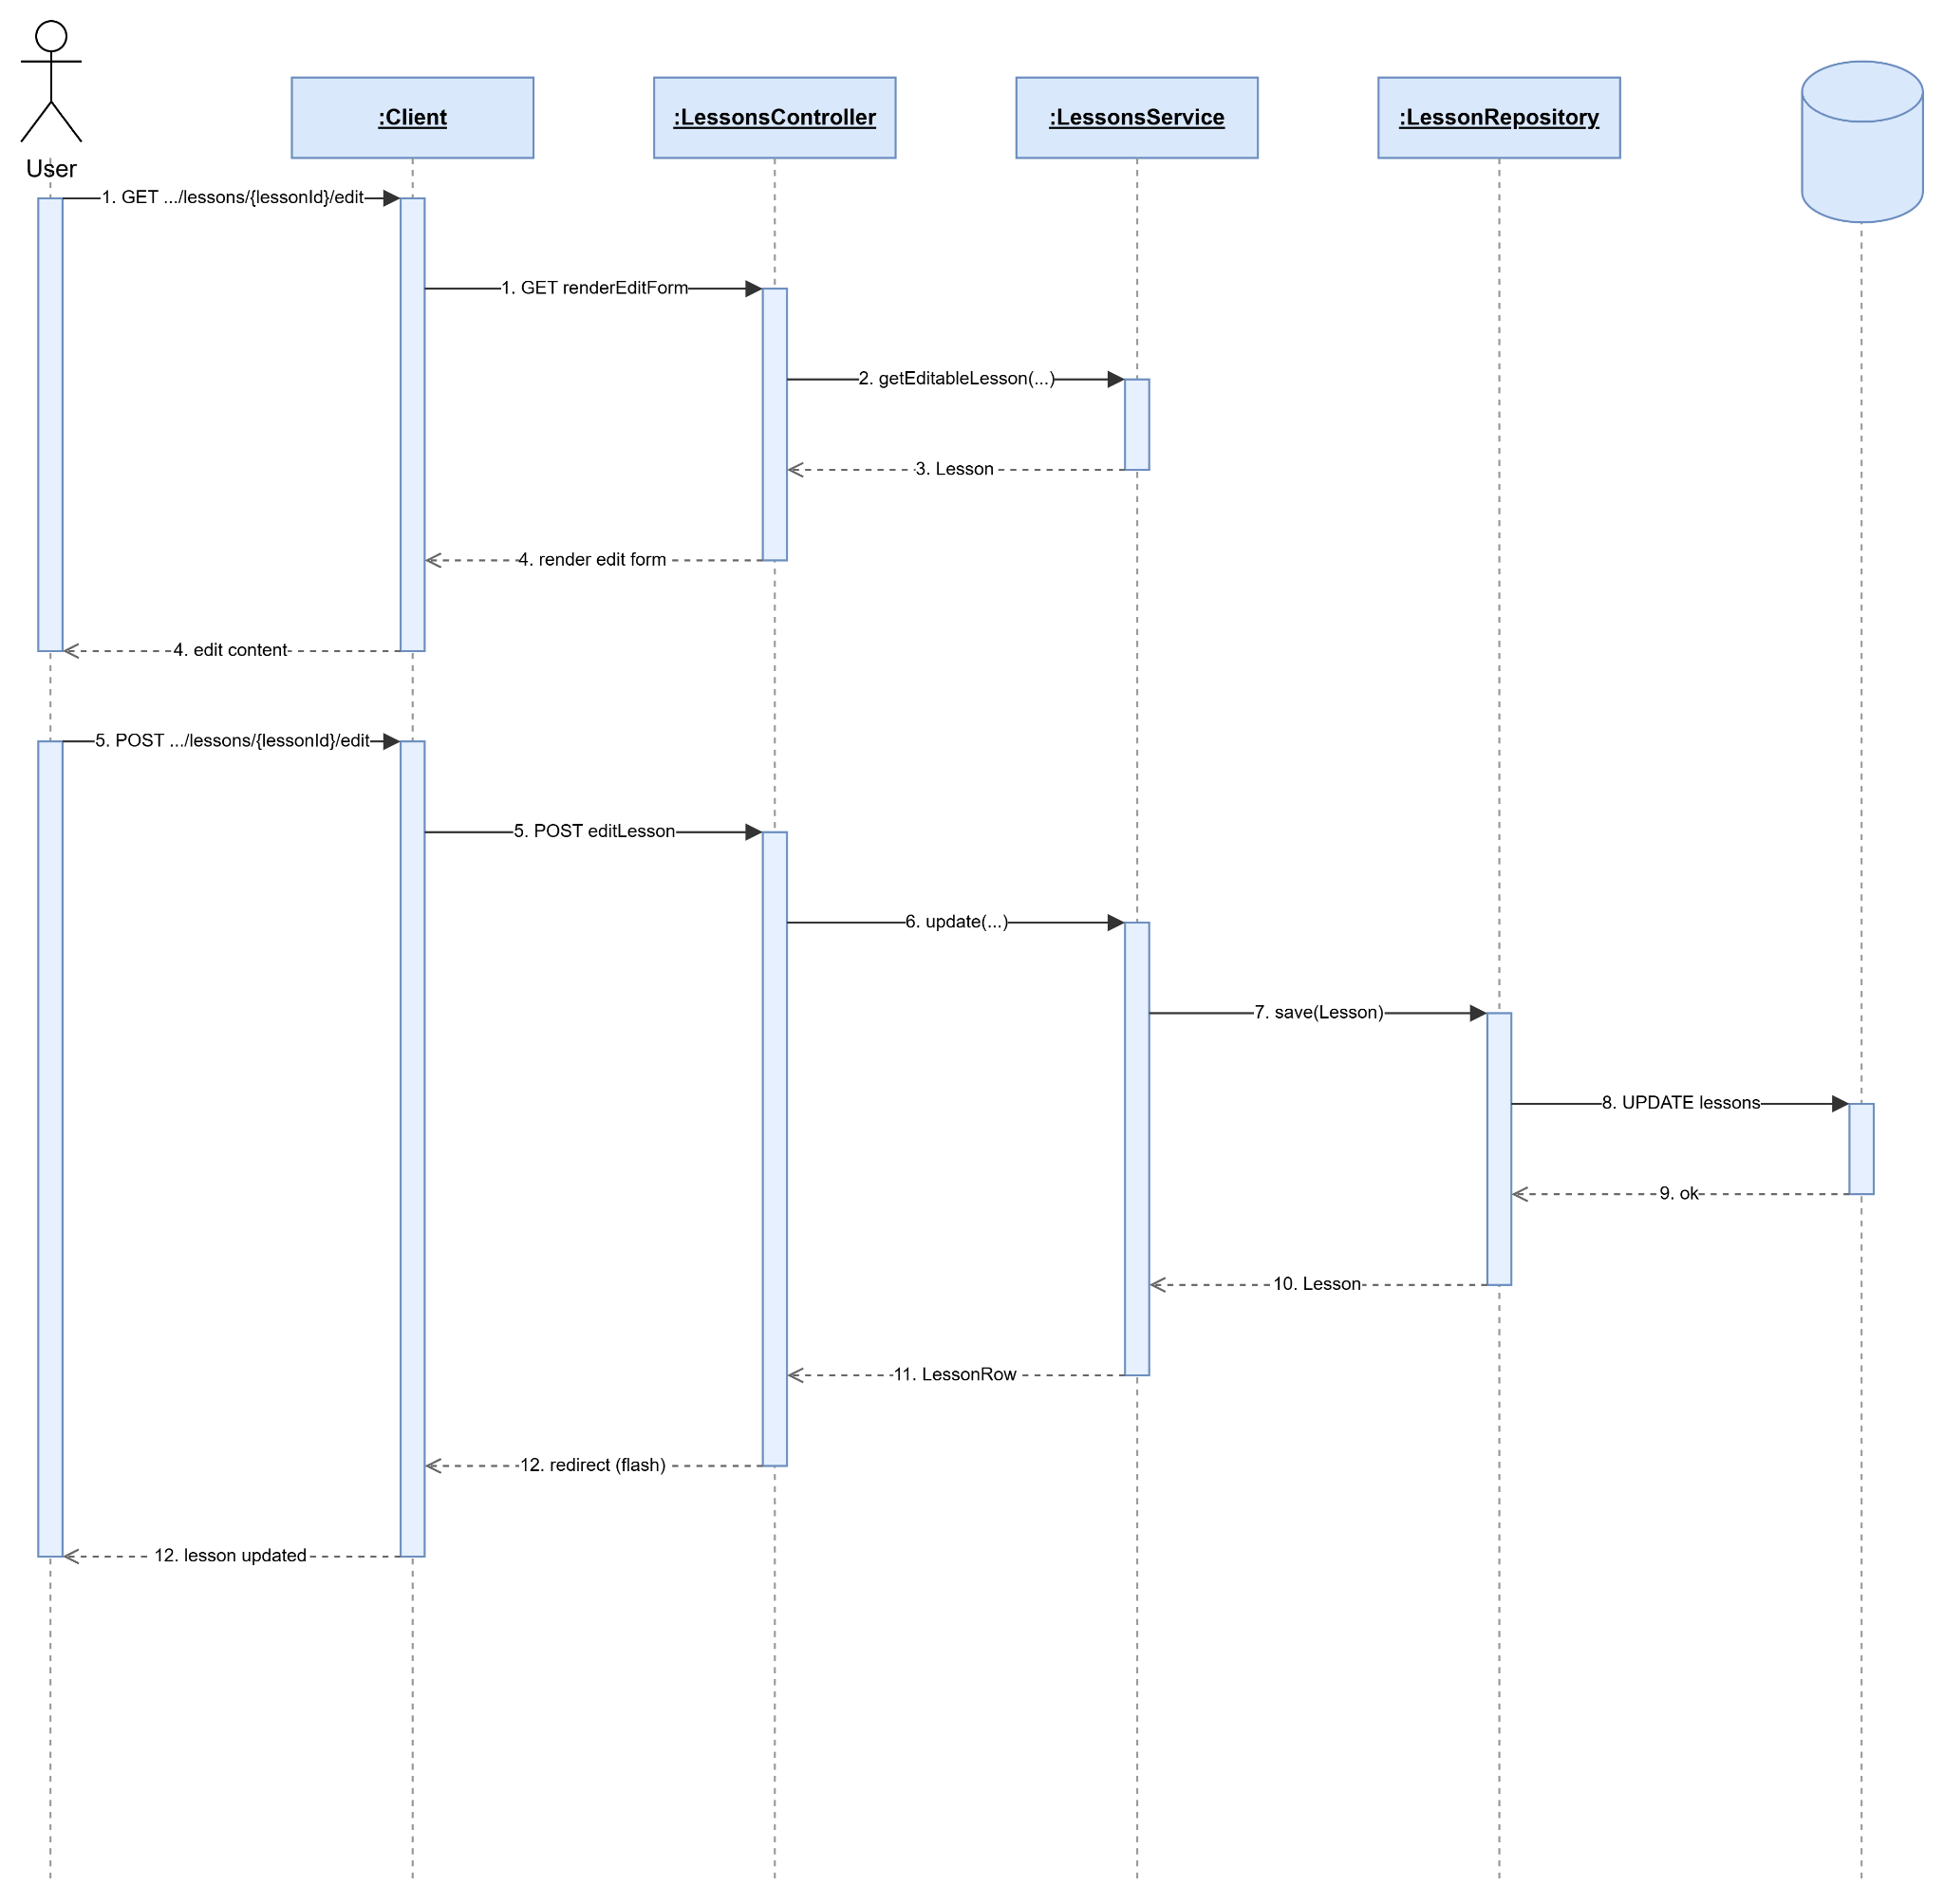 User
:Client
:LessonsController
:LessonsService
:LessonRepository
1. GET .../lessons/{lessonId}/edit
1. GET renderEditForm
2. getEditableLesson(...)
3. Lesson
4. render edit form
4. edit content
5. POST .../lessons/{lessonId}/edit
5. POST editLesson
6. update(...)
7. save(Lesson)
8. UPDATE lessons
9. ok
10. Lesson
11. LessonRow
12. redirect (flash)
12. lesson updated